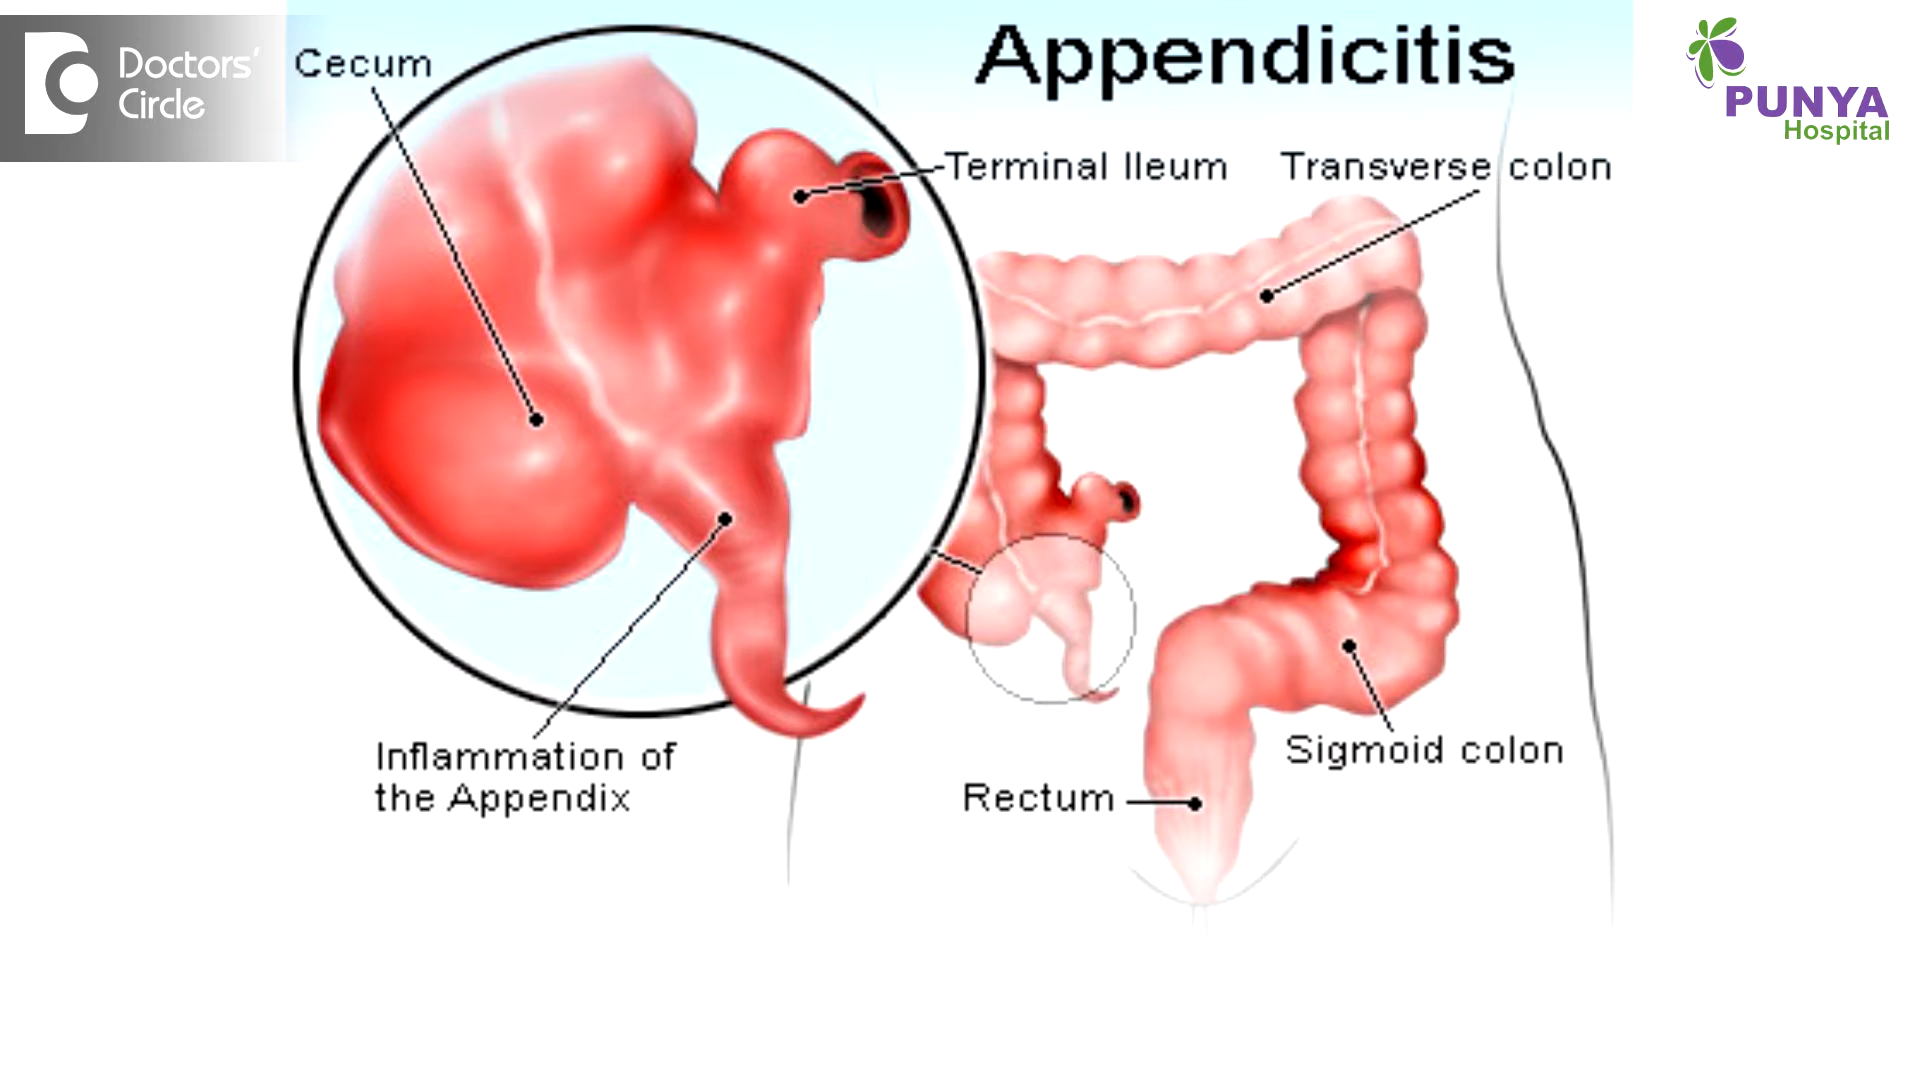 Doctors'
Circle
Appendicitis
PUNYA
Hospital
Cecum
Terminal Ileum
Transverse colon
Inflammation of
the Appendix
Sigmoid colon
Rectum